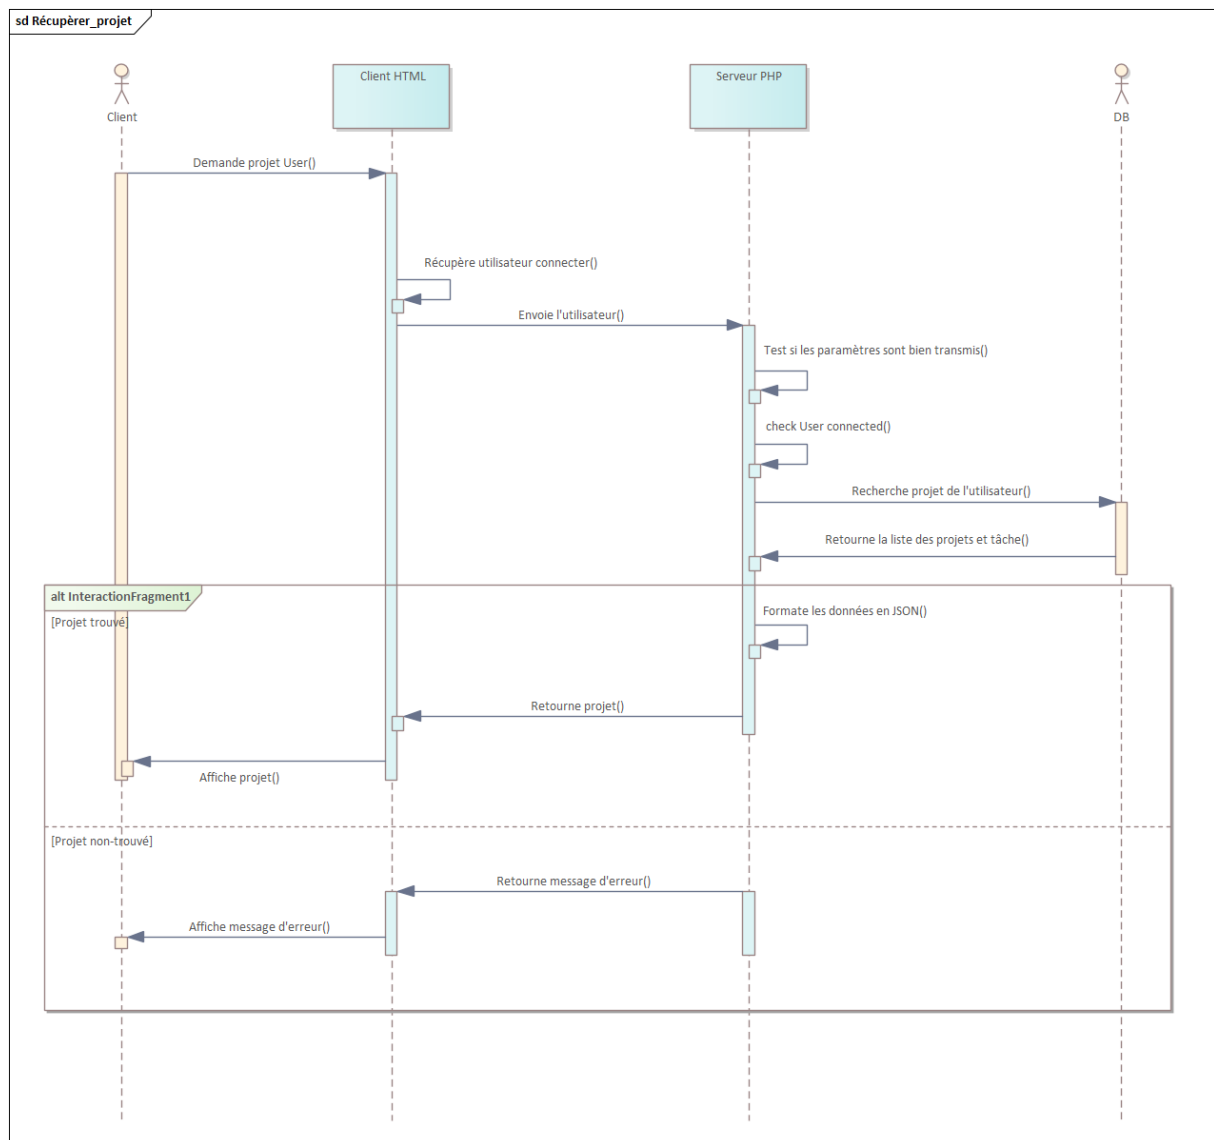 sd Récupèrer_projet
Client
Client HTML
Serveur PHP
DB
Demande projet User()
Récupère utilisateur connecter()
Envoie l'utilisateur()
Test si les paramètres sont bien transmis()
check User connected()
Recherche projet de l'utilisateur()
Retourne la liste des projets et tâche()
alt InteractionFragment1
[Projet trouvé]
Formate les données en JSON()
Retourne projet()
Affiche projet()
[Projet non-trouvé]
Retourne message d'erreur()
Affiche message d'erreur()